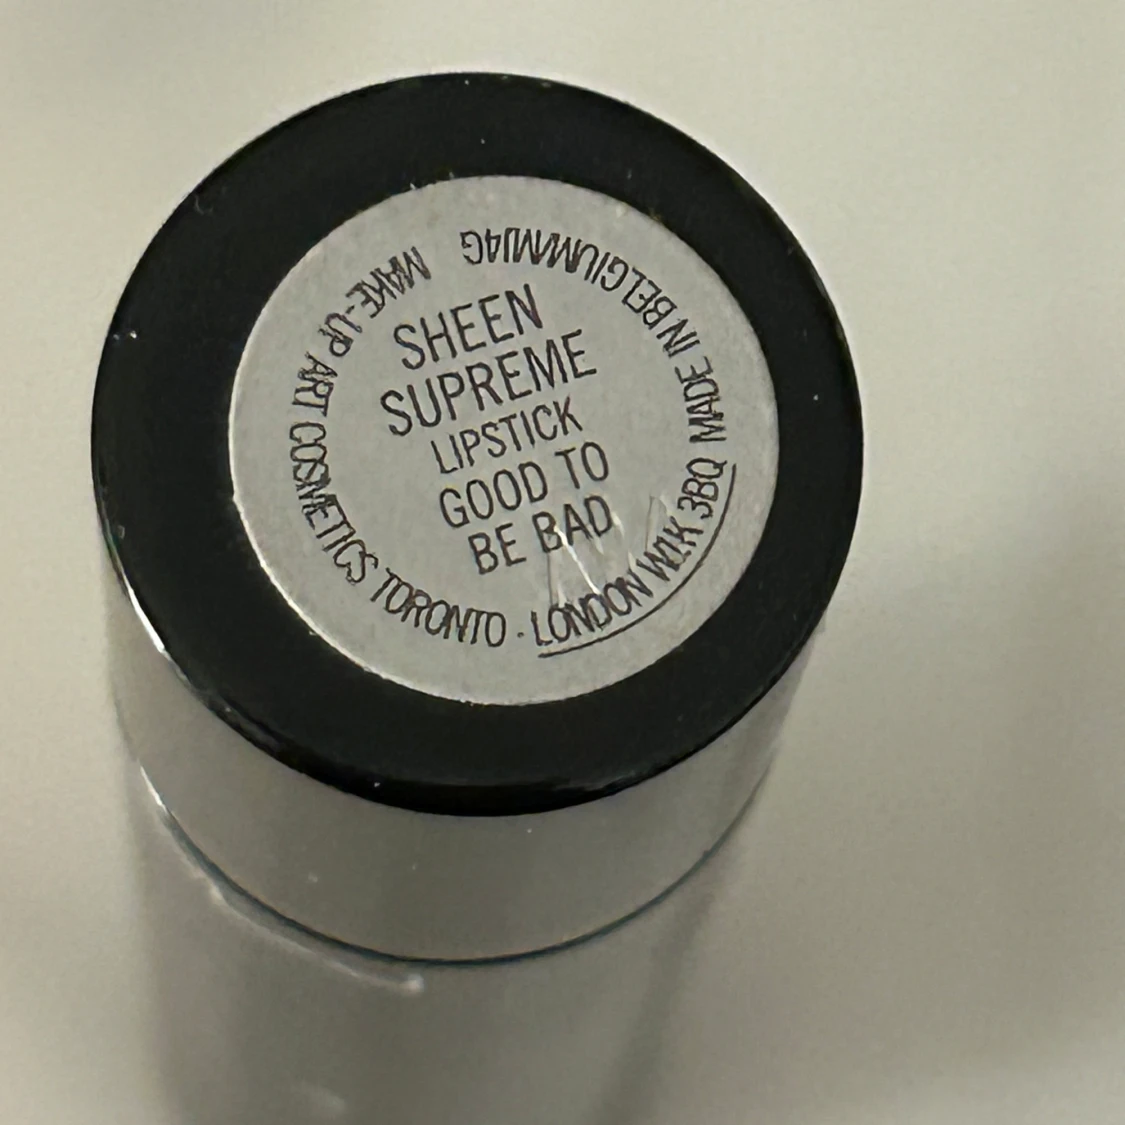 SHEEN
SUPREME
LIPSTICK
GOOD TO
BE BAD
MAKE-UP ART COSMETICS TORONTO · LONDON W1K 3BQ MADE IN BELGIUM